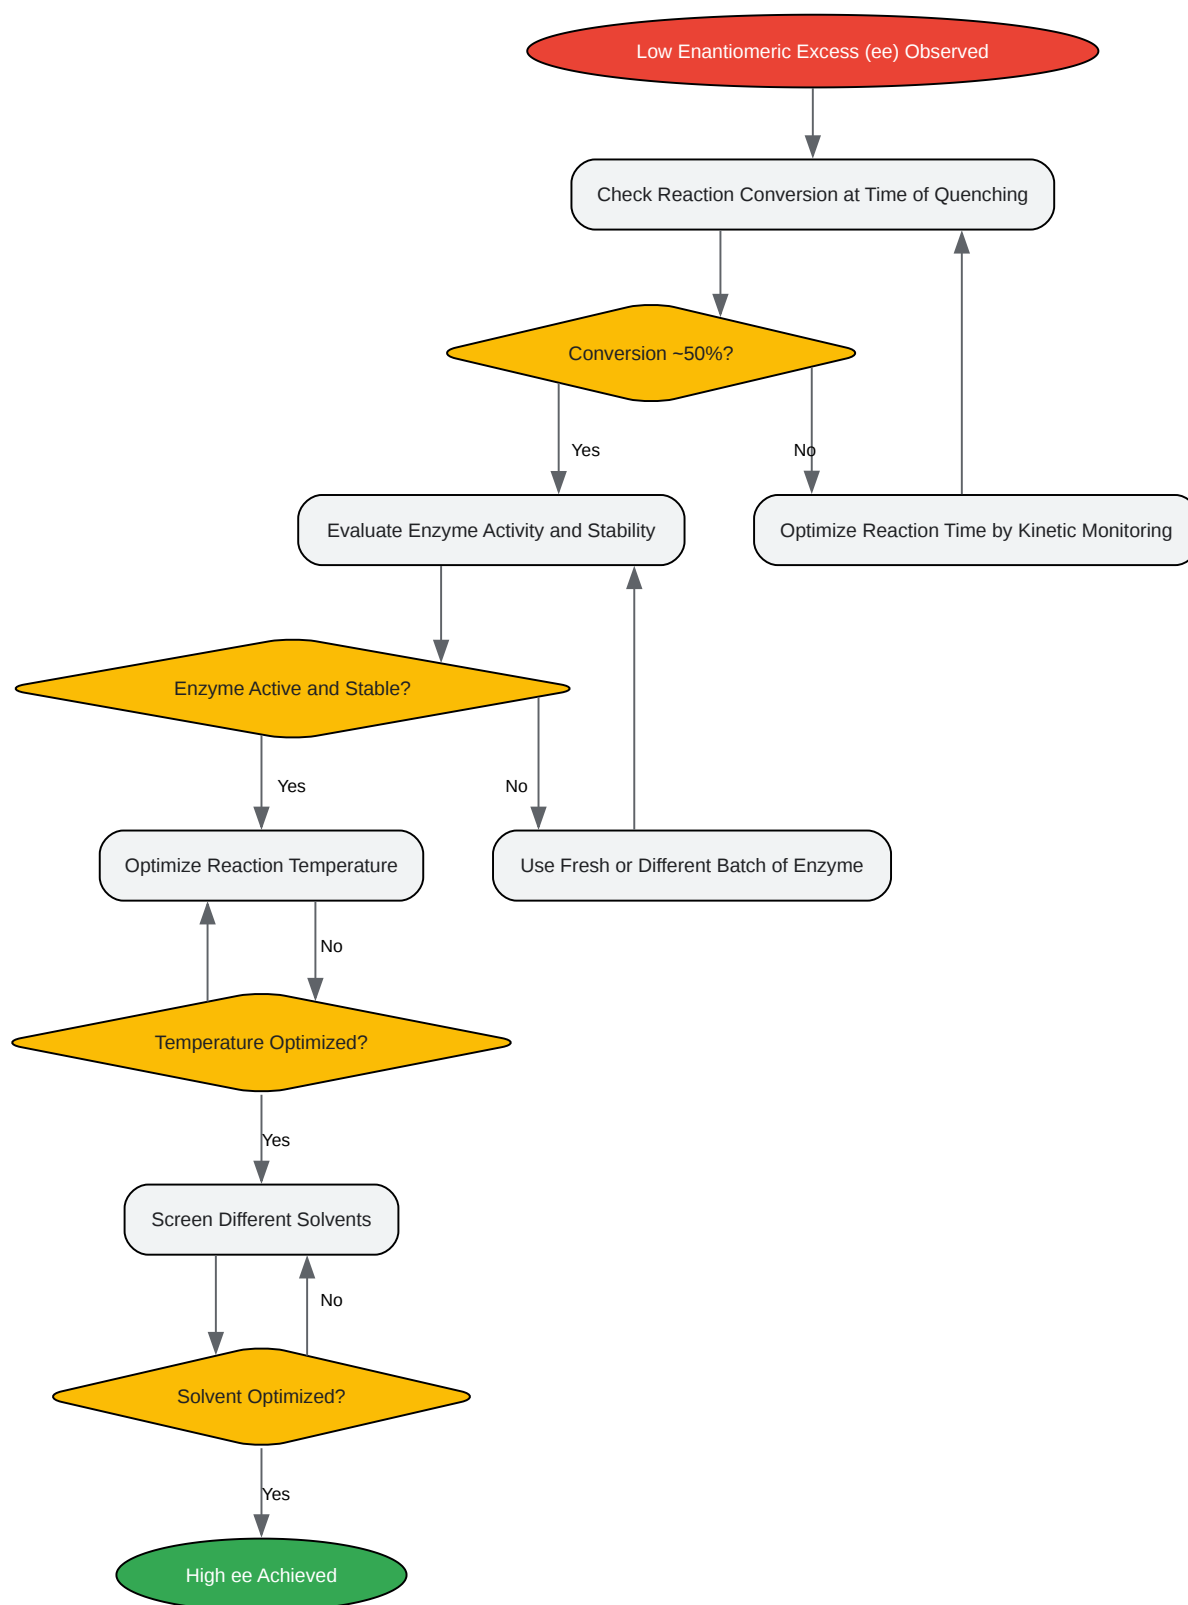 Low Enantiomeric Excess (ee) Observed
Check Reaction Conversion at Time of Quenching
Conversion ~50%?
Yes
No
Evaluate Enzyme Activity and Stability
Optimize Reaction Time by Kinetic Monitoring
Enzyme Active and Stable?
Yes
No
Optimize Reaction Temperature
Use Fresh or Different Batch of Enzyme
No
Temperature Optimized?
Yes
Screen Different Solvents
No
Solvent Optimized?
Yes
High ee Achieved